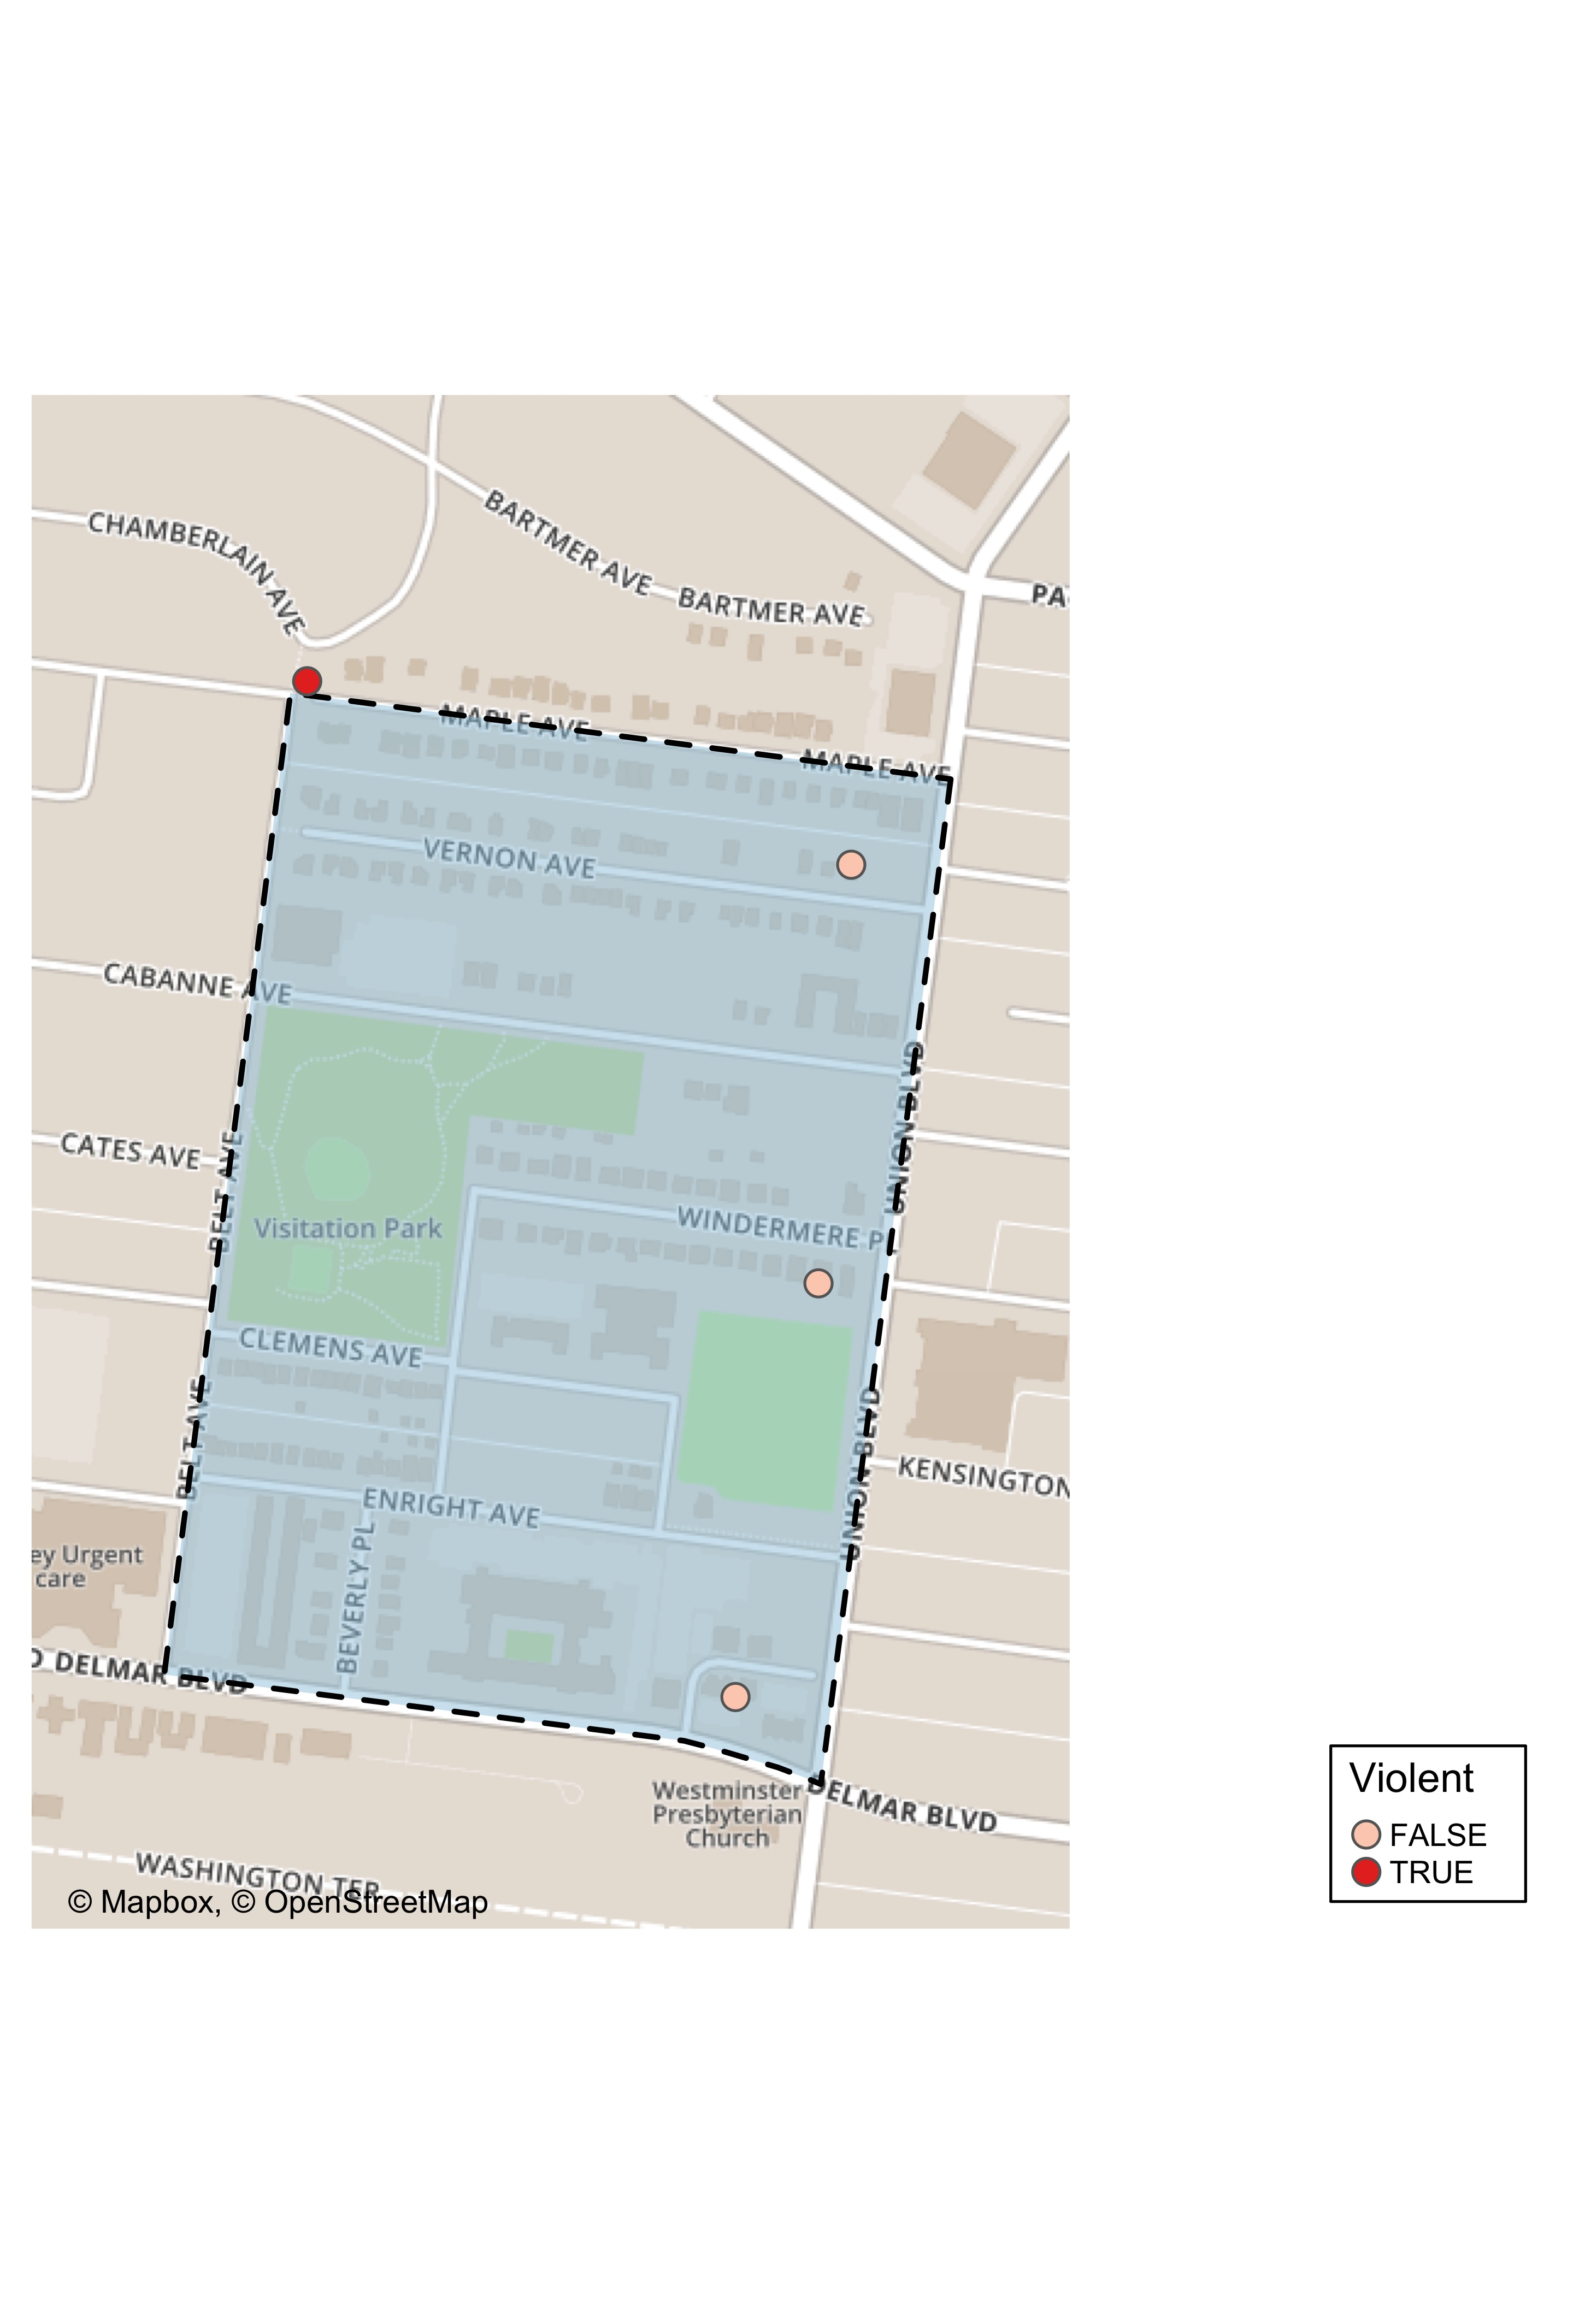 CHAMBERLAIN AVE
BARTMER AVE
BARTMER AVE
PA
MAPLE AVE
MAPLE AVE
VERNON AVE
CABANNE AVE
UNION BLVD
CATES AVE
BELT AVE
Visitation Park
WINDERMERE P
CLEMENS AVE
BELT AVE
UNION BLVD
KENSINGTON
ENRIGHT AVE
BEVERLY PL
ey Urgent
care
D DELMAR BLVD
Westminster
Presbyterian
Church
DELMAR BLVD
WASHINGTON TER
© Mapbox, © OpenStreetMap
Violent
FALSE
TRUE